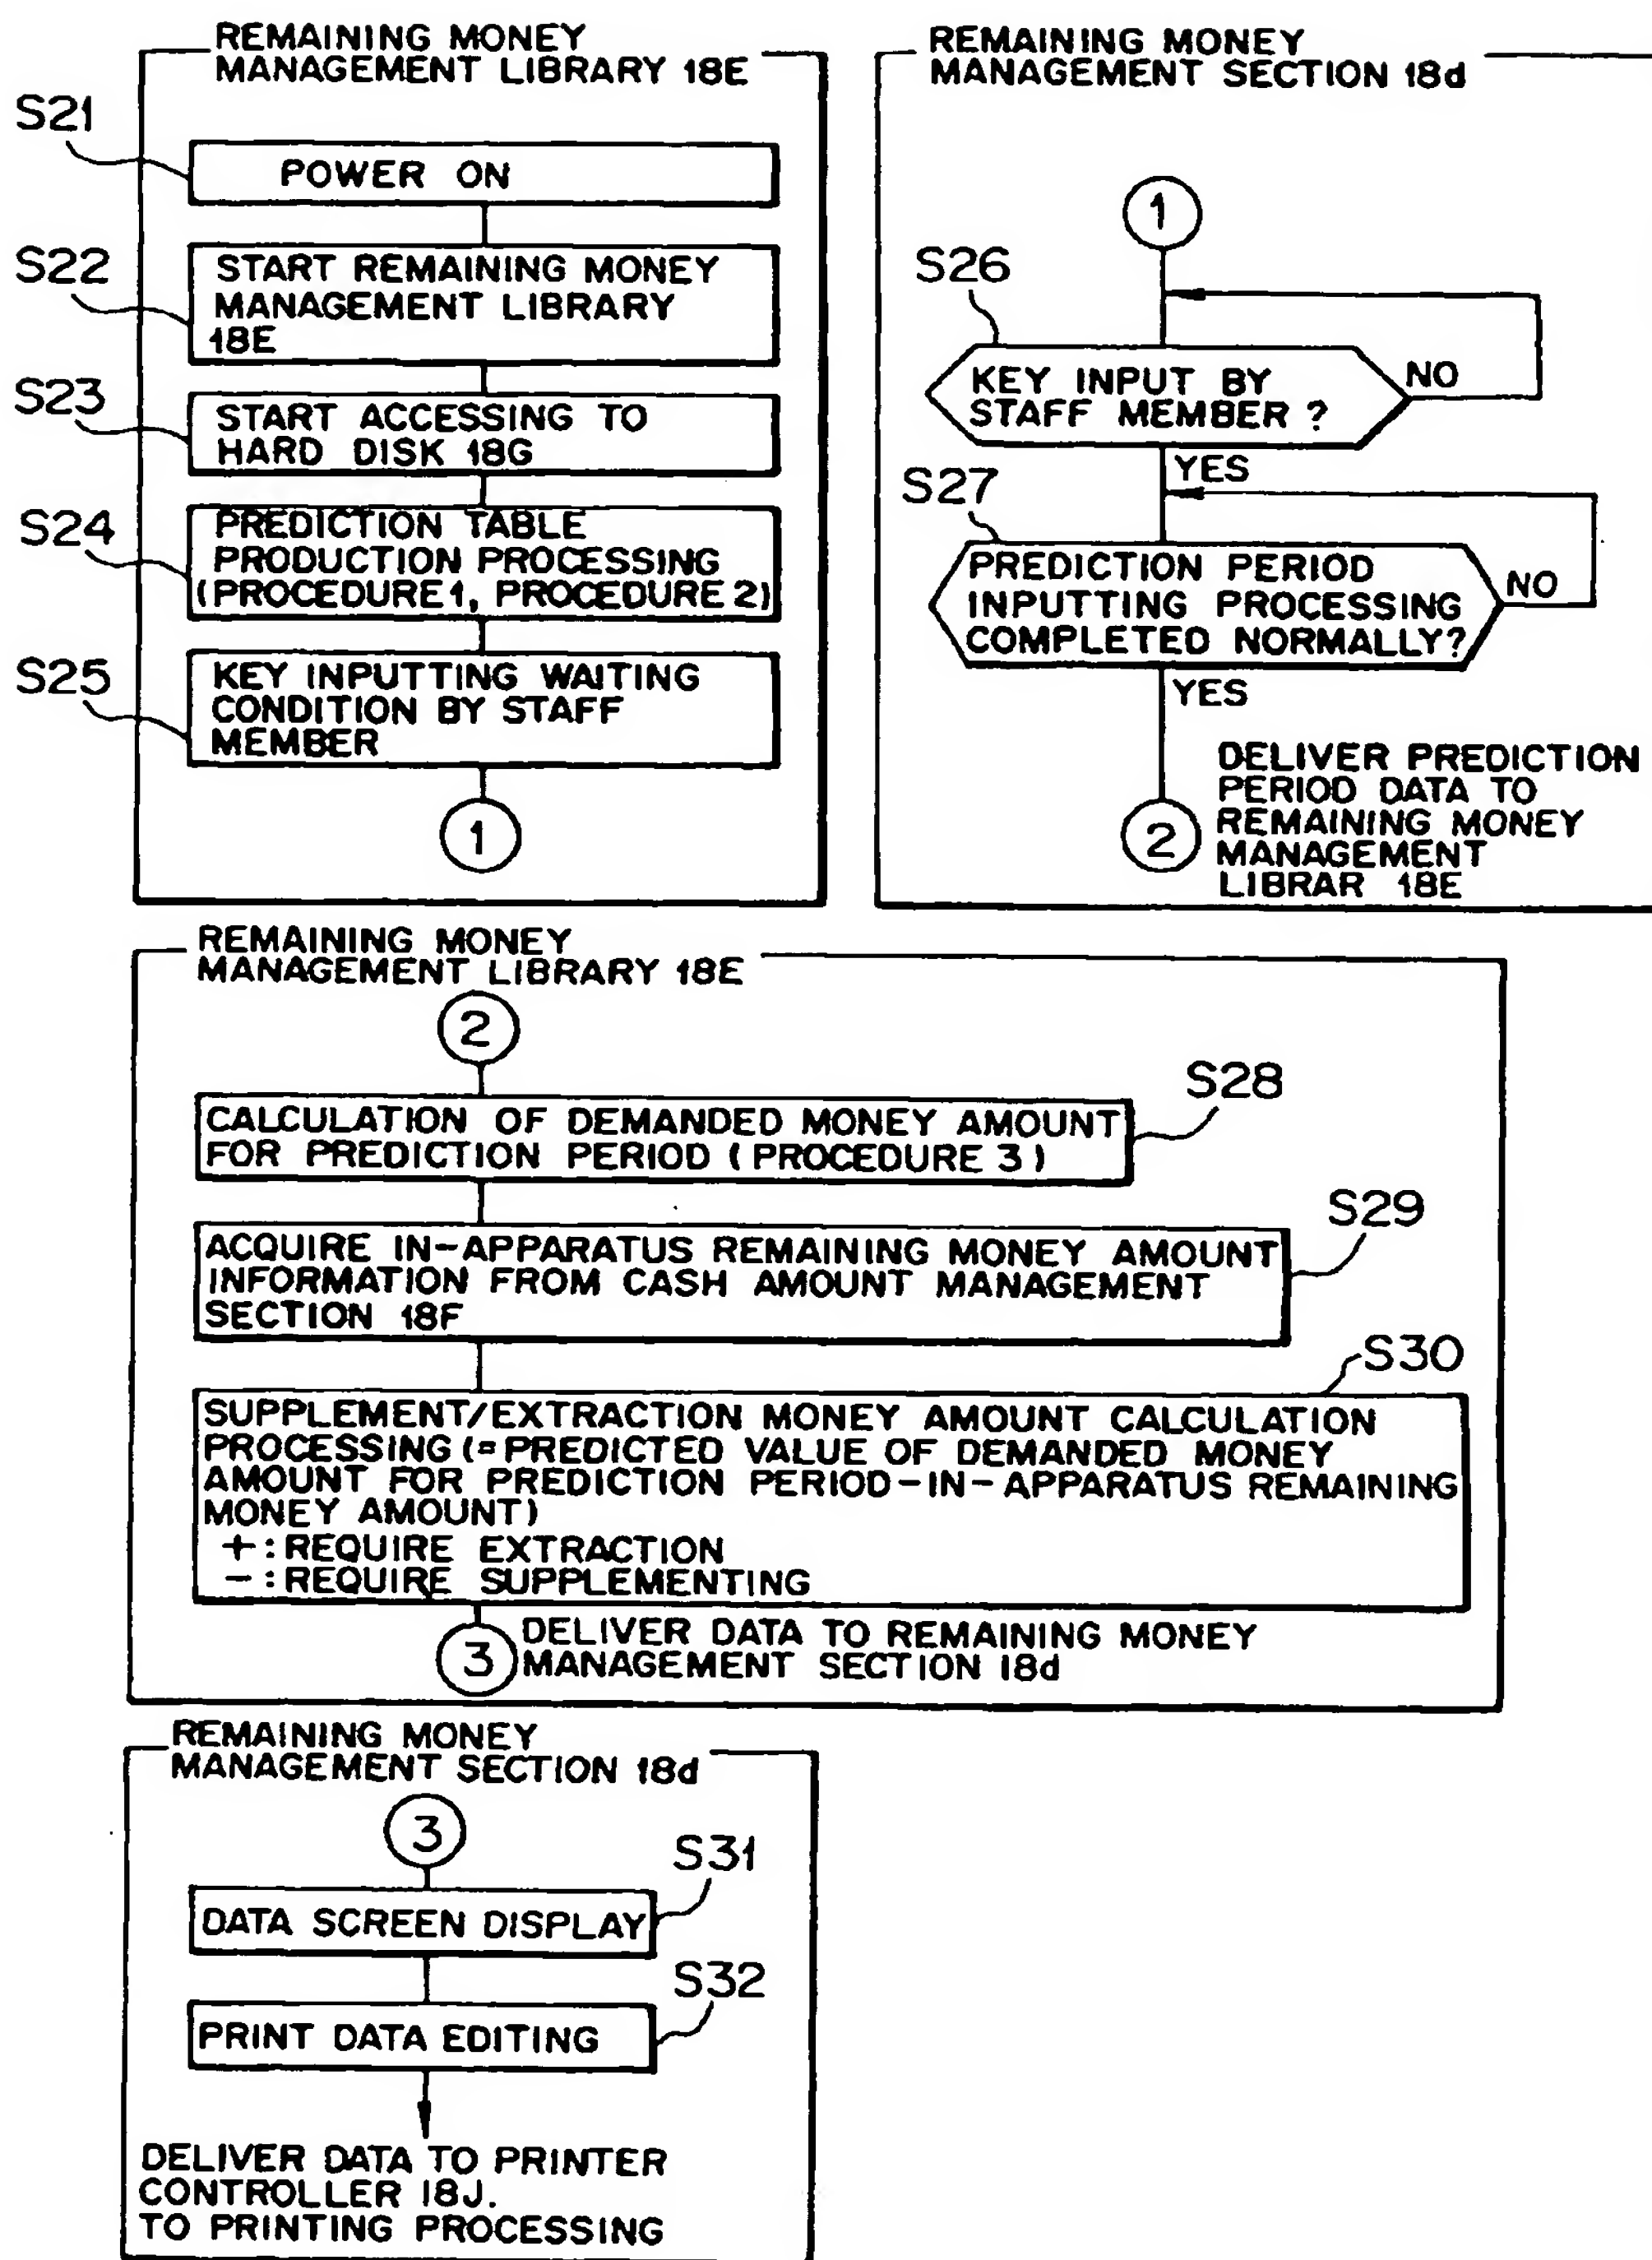 REMAINING MONEY
MANAGEMENT LIBRARY 18E
S21
POWER ON
S22
START REMAINING MONEY
MANAGEMENT LIBRARY
18E
S23
START ACCESSING TO
HARD DISK 18G
S24
PREDICTION TABLE
PRODUCTION PROCESSING
(PROCEDURE1, PROCEDURE 2)
S25
KEY INPUTTING WAITING
CONDITION BY STAFF
MEMBER
1
REMAINING MONEY
MANAGEMENT SECTION 18d
1
S26
KEY INPUT BY
STAFF MEMBER ?
NO
YES
S27
PREDICTION PERIOD
INPUTTING PROCESSING
COMPLETED NORMALLY?
NO
YES
2
DELIVER PREDICTION
PERIOD DATA TO
REMAINING MONEY
MANAGEMENT
LIBRAR 18E
REMAINING MONEY
MANAGEMENT LIBRARY 18E
2
S28
CALCULATION OF DEMANDED MONEY AMOUNT
FOR PREDICTION PERIOD (PROCEDURE 3)
S29
ACQUIRE IN-APPARATUS REMAINING MONEY AMOUNT
INFORMATION FROM CASH AMOUNT MANAGEMENT
SECTION 18F
S30
SUPPLEMENT/EXTRACTION MONEY AMOUNT CALCULATION
PROCESSING (=PREDICTED VALUE OF DEMANDED MONEY
AMOUNT FOR PREDICTION PERIOD-IN-APPARATUS REMAINING
MONEY AMOUNT)
+ : REQUIRE EXTRACTION
- : REQUIRE SUPPLEMENTING
3
DELIVER DATA TO REMAINING MONEY
MANAGEMENT SECTION 18d
REMAINING MONEY
MANAGEMENT SECTION 18d
3
S31
DATA SCREEN DISPLAY
S32
PRINT DATA EDITING
DELIVER DATA TO PRINTER
CONTROLLER 18J.
TO PRINTING PROCESSING